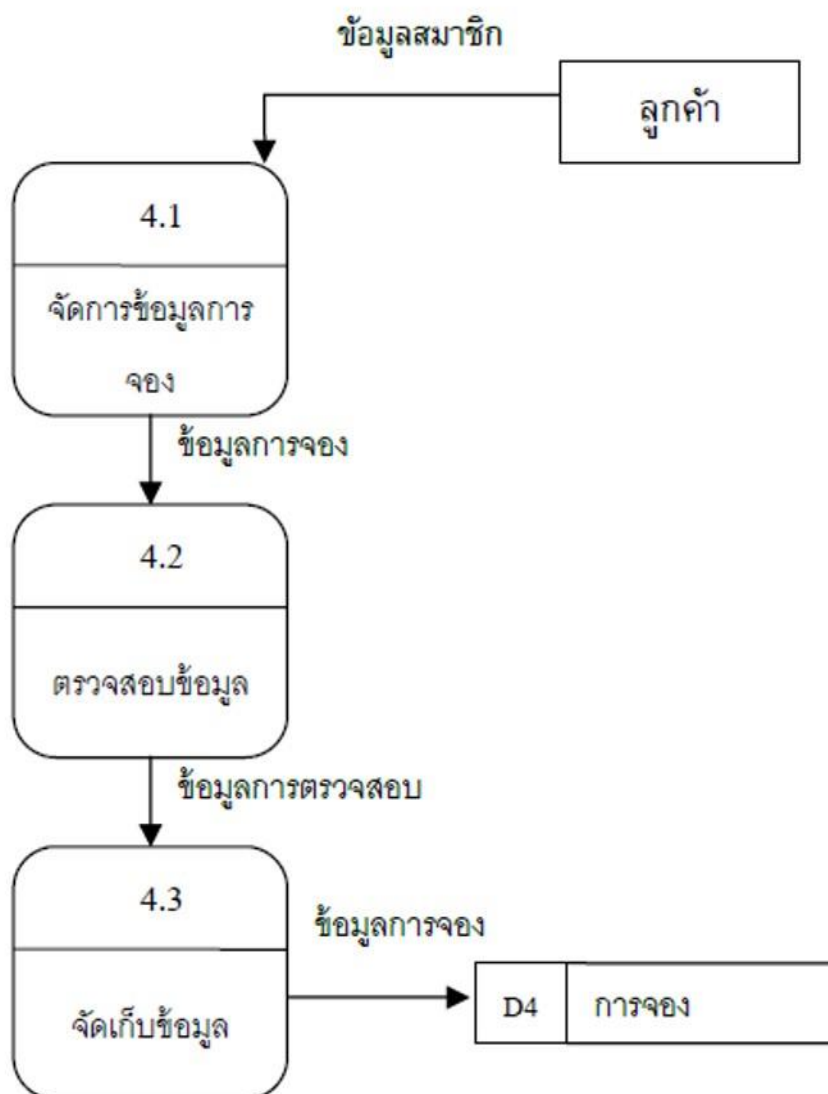 ข้อมูลสมาชิก
ลูกค้า
4.1
จัดการข้อมูลการ
จอง
ข้อมูลการจอง
4.2
ตรวจสอบข้อมูล
ข้อมูลการตรวจสอบ
4.3
ข้อมูลการจอง
จัดเก็บข้อมูล
D4 การจอง